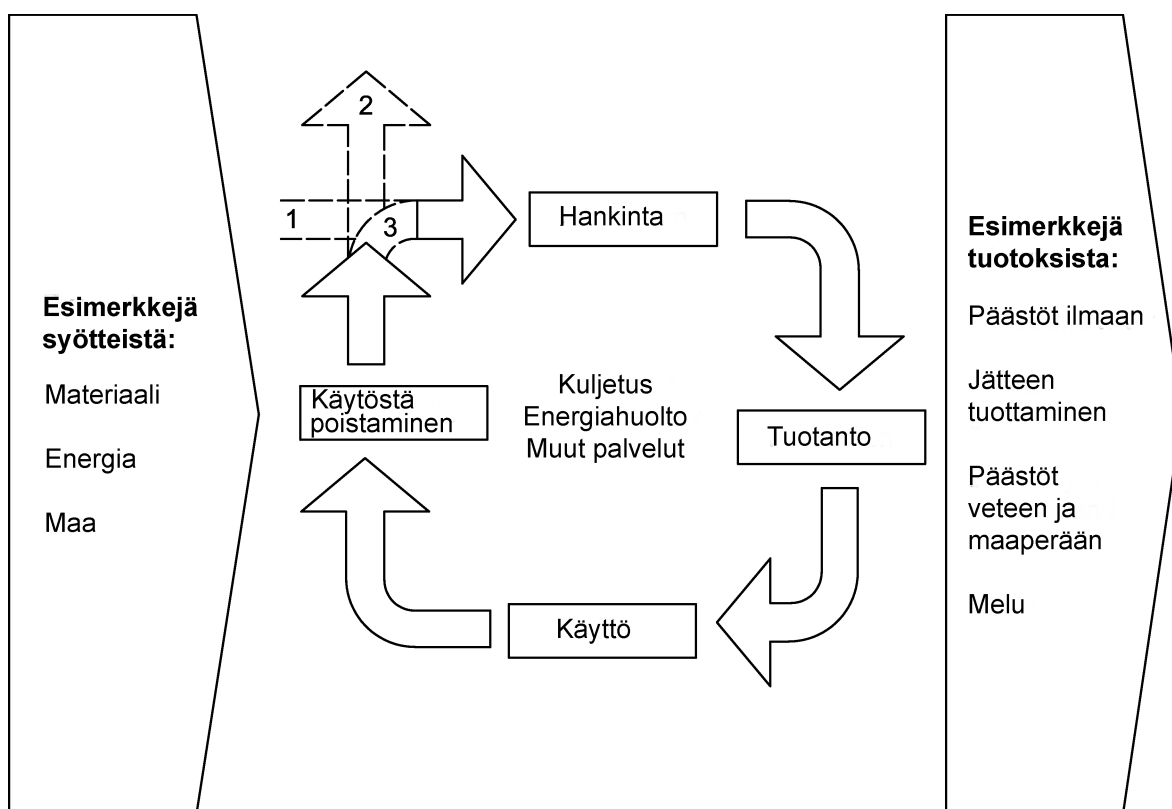 Esimerkkejä
syötteistä:
Materiaali
Energia
Maa
2
1
3
Hankinta
Käytöstä
poistaminen
Kuljetus
Energiahuolto
Muut palvelut
Tuotanto
Käyttö
Esimerkkejä
tuotoksista:
Päästöt ilmaan
Jätteen
tuottaminen
Päästöt
veteen ja
maaperään
Melu